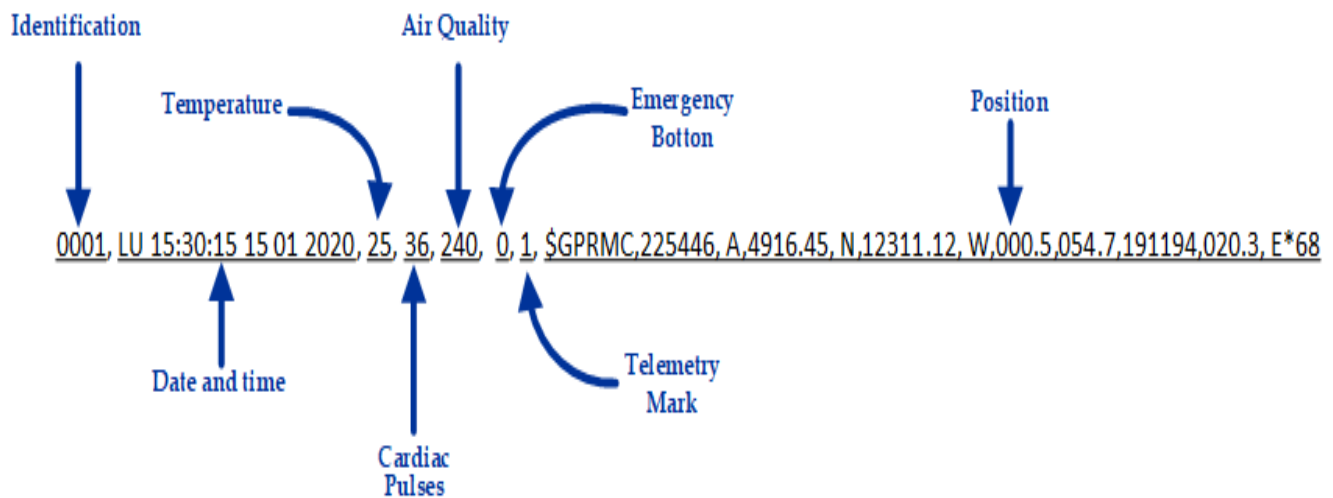 Identification
Air Quality
Temperature
Emergency
Botton
Position
0001, LU 15:30:15 15 01 2020, 25, 36, 240, 0, 1, $GPRMC,225446, A,4916.45, N,12311.12, W,000.5,054.7,191194,020.3, E*68
Date and time
Telemetry
Mark
Cardiac
Pulses